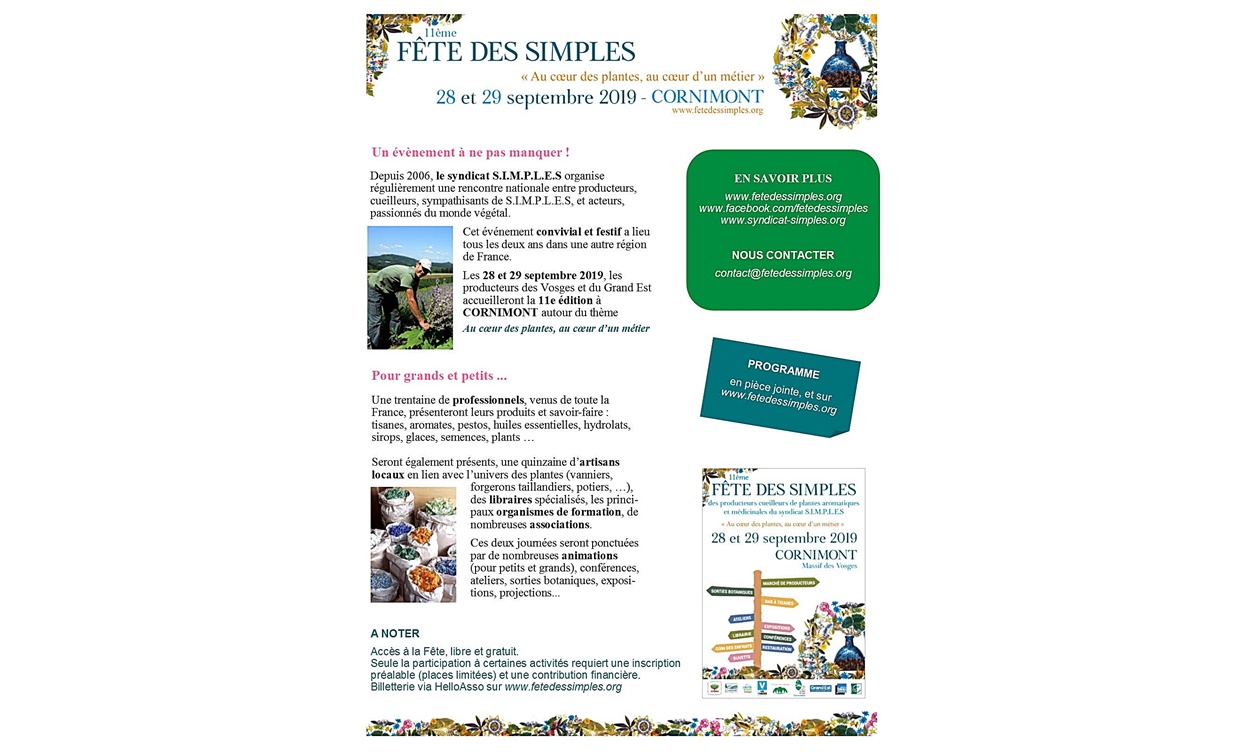 11ème
FÊTE DES SIMPLES
« Au cœur des plantes, au cœur d’un métier »
28 et 29 septembre 2019 - CORNIMONT
www.fetedessimples.org
Un évènement à ne pas manquer !
Depuis 2006, le syndicat S.I.M.P.L.E.S organise
régulièrement une rencontre nationale entre producteurs,
cueilleurs, sympathisants de S.I.M.P.L.E.S, et acteurs,
passionnés du monde végétal.
Cet événement convivial et festif a lieu
tous les deux ans dans une autre région
de France.
Les 28 et 29 septembre 2019, les
producteurs des Vosges et du Grand Est
accueilleront la 11e édition à
CORNIMONT autour du thème
Au cœur des plantes, au cœur d’un métier
Pour grands et petits ...
Une trentaine de professionnels, venus de toute la
France, présenteront leurs produits et savoir-faire :
tisanes, aromates, pestos, huiles essentielles, hydrolats,
sirops, glaces, semences, plants …
Seront également présents, une quinzaine d’artisans
locaux en lien avec l’univers des plantes (vanniers,
forgerons taillandiers, potiers, …),
des libraires spécialisés, les princi-
paux organismes de formation, de
nombreuses associations.
Ces deux journées seront ponctuées
par de nombreuses animations
(pour petits et grands), conférences,
ateliers, sorties botaniques, exposi-
tions, projections...
A NOTER
Accès à la Fête, libre et gratuit.
Seule la participation à certaines activités requiert une inscription
préalable (places limitées) et une contribution financière.
Billetterie via HelloAsso sur www.fetedessimples.org
EN SAVOIR PLUS
www.fetedessimples.org
www.facebook.com/fetedessimples
www.syndicat-simples.org
NOUS CONTACTER
contact@fetedessimples.org
PROGRAMME
en pièce jointe, et sur
www.fetedessimples.org
11ème
FÊTE DES SIMPLES
des producteurs cueilleurs de plantes aromatiques
et médicinales du syndicat S.I.M.P.L.E.S
« Au cœur des plantes, au cœur d’un métier »
28 et 29 septembre 2019
CORNIMONT
Massif des Vosges
MARCHÉ DE PRODUCTEURS
SORTIES BOTANIQUES
BAR À TISANES
ATELIERS
EXPOSITIONS
LIBRAIRIE
CONFÉRENCES
COIN DES ENFANTS
RESTAURATION
BUVETTE
Grand Est